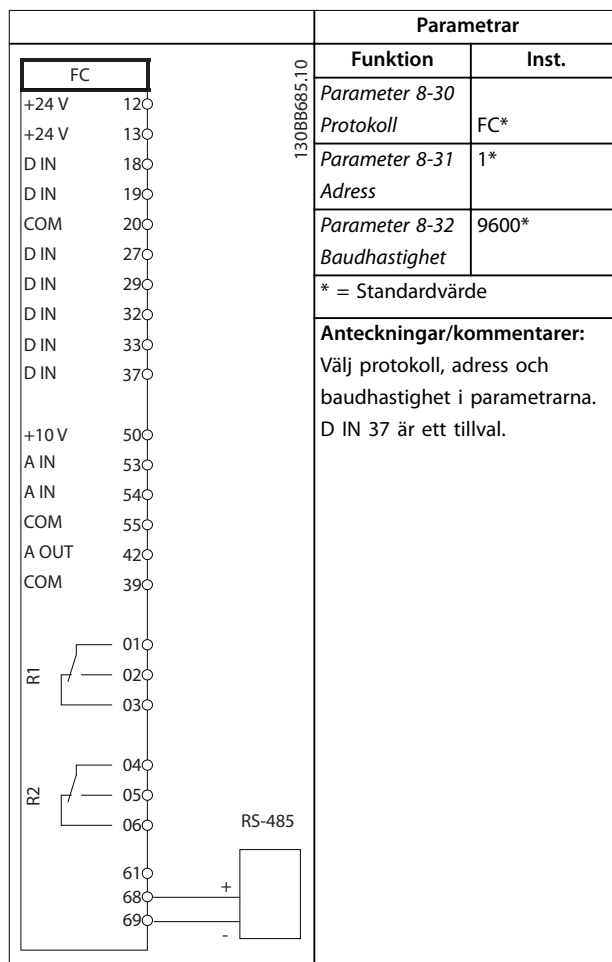 FC
+24 V 12
+24 V 13
D IN 18
D IN 19
COM 20
D IN 27
D IN 29
D IN 32
D IN 33
D IN 37
+10 V 50
A IN 53
A IN 54
COM 55
A OUT 42
COM 39
R1
01
02
03
R2
04
05
06
RS-485
61
68 +
69 -
130BB685.10
Parametrar
Funktion Inst.
Parameter 8-30
Protokoll FC*
Parameter 8-31 1*
Adress
Parameter 8-32 9600*
Baudhastighet
* = Standardvärde
Anteckningar/kommentarer:
Välj protokoll, adress och
baudhastighet i parametrarna.
D IN 37 är ett tillval.